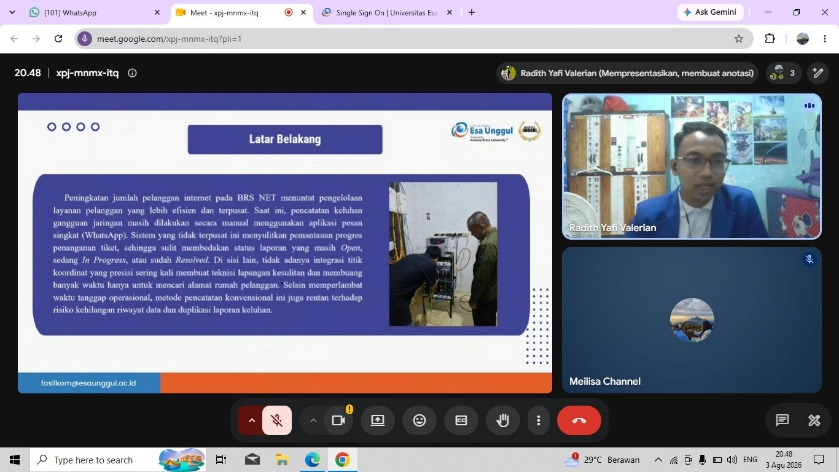 [101] WhatsApp
Meet - xpj-mnmx-itq
Single Sign On | Universitas Esa
Ask Gemini
meet.google.com/xpj-mnmx-itq?pli=1
20.48 | xpj-mnmx-itq
Radith Yafi Valerian (Mempresentasikan, membuat anotasi)
3
Latar Belakang
Esa Unggul
Peningkatan jumlah pelanggan internet pada BRS NET menuntut pengelolaan
layanan pelanggan yang lebih efisien dan terpusat. Saat ini, pencatatan keluhan
gangguan jaringan masih dilakukan secara manual menggunakan aplikasi pesan
singkat (WhatsApp). Sistem yang tidak terpusat ini menyulitkan pemantauan progres
penanganan tiket, sehingga sulit membedakan status laporan yang masih Open,
sedang In Progress, atau sudah Resolved. Di sisi lain, tidak adanya integrasi titik
koordinat yang presisi sering kali membuat teknisi lapangan kesulitan dan membuang
banyak waktu hanya untuk mencari alamat rumah pelanggan. Selain memperlambat
waktu tanggap operasional, metode pencatatan konvensional ini juga rentan terhadap
risiko kehilangan riwayat data dan duplikasi laporan keluhan.
fasilkom@esaunggul.ac.id
Radith Yafi Valerian
Meilisa Channel
Type here to search
29°C Berawan
ENG
20.48
3 Agu 2026